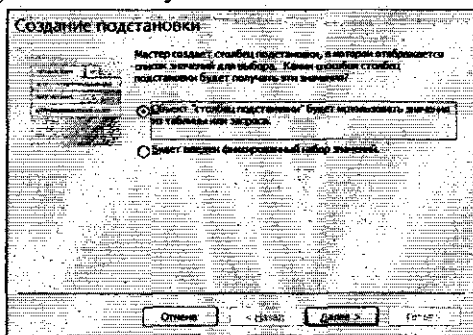 Создание подстановки
Мастер создает столбец подстановки, в котором отображается
список значений для выбора. Каким способом столбец
подстановки будет получать эти значения?
Объект "столбец подстановки" будет использовать значения
из таблицы или запроса.
Будет введен фиксированный набор значений.
Отмена < Назад Далее > Готово